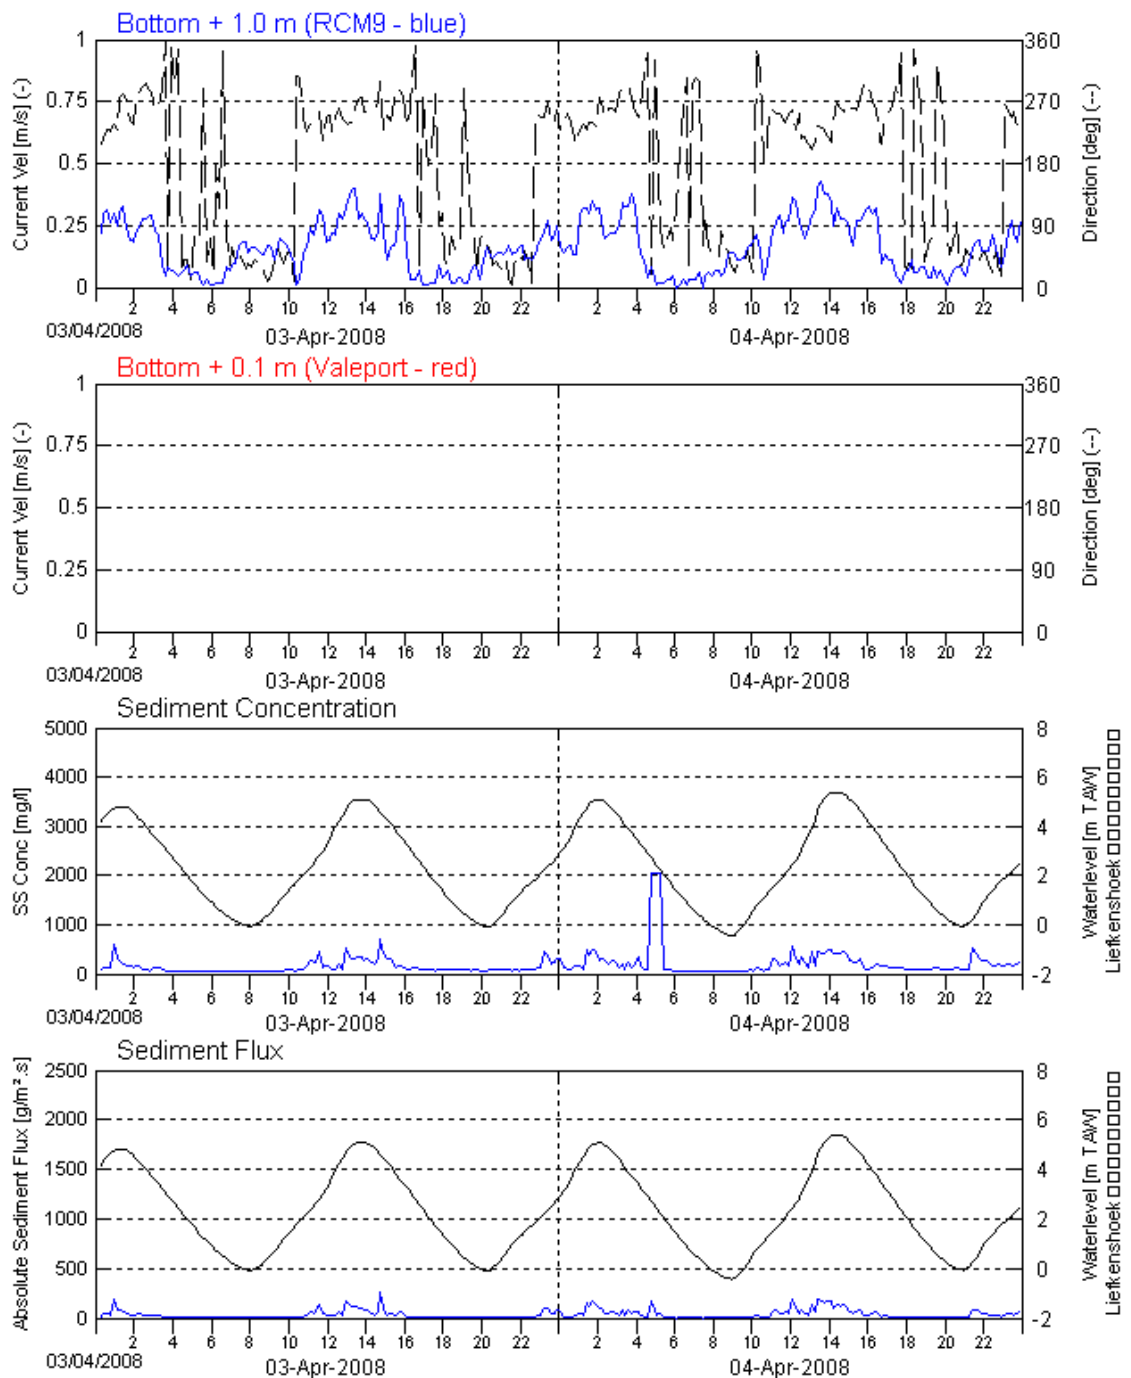 Bottom + 1.0 m (RCM9 - blue)
Current Vel [m/s] (-)
1
0.75
0.5
0.25
0
360
270
180
90
0
Direction [deg] (--)
2 4 6 8 10 12 14 16 18 20 22 2 4 6 8 10 12 14 16 18 20 22
03/04/2008
03-Apr-2008 04-Apr-2008
Bottom + 0.1 m (Valeport - red)
Current Vel [m/s] (-)
1
0.75
0.5
0.25
0
360
270
180
90
0
Direction [deg] (--)
2 4 6 8 10 12 14 16 18 20 22 2 4 6 8 10 12 14 16 18 20 22
03/04/2008
03-Apr-2008 04-Apr-2008
Sediment Concentration
SS Conc [mg/l]
5000
4000
3000
2000
1000
0
8
6
4
2
0
-2
Waterlevel [m TAW]
Liefkenshoek □□□□□□□□□
2 4 6 8 10 12 14 16 18 20 22 2 4 6 8 10 12 14 16 18 20 22
03/04/2008
03-Apr-2008 04-Apr-2008
Sediment Flux
Absolute Sediment Flux [g/m².s]
2500
2000
1500
1000
500
0
8
6
4
2
0
-2
Waterlevel [m TAW]
Liefkenshoek □□□□□□□□□
2 4 6 8 10 12 14 16 18 20 22 2 4 6 8 10 12 14 16 18 20 22
03/04/2008
03-Apr-2008 04-Apr-2008